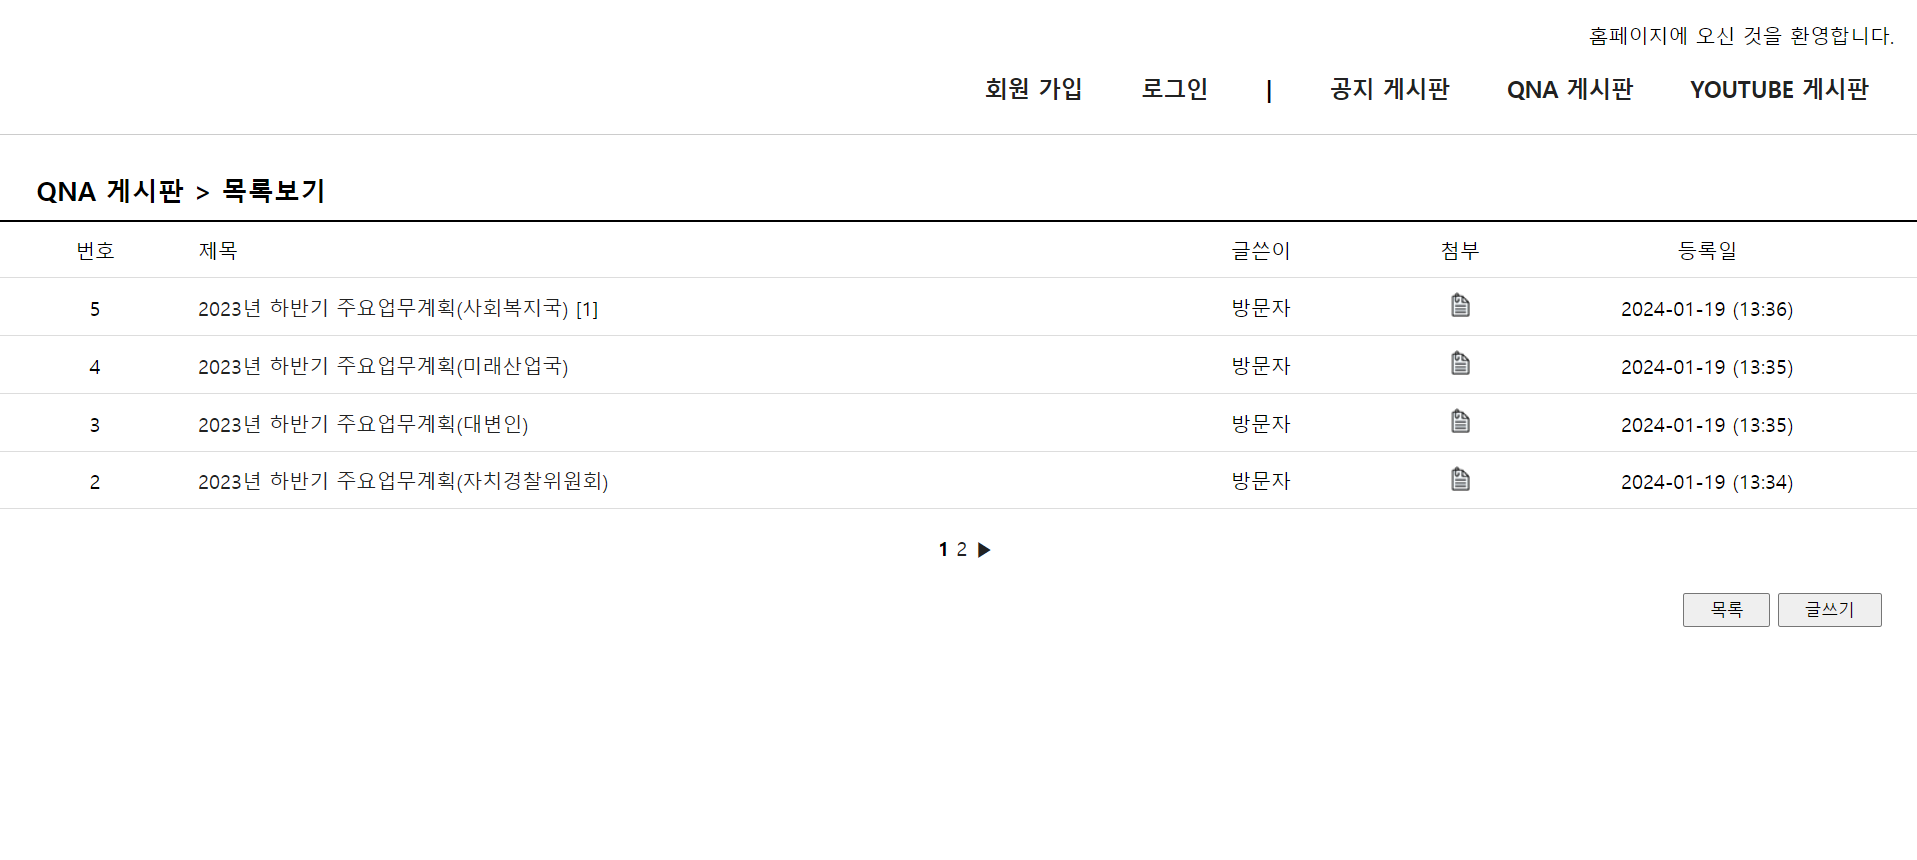 홈페이지에 오신 것을 환영합니다.
회원 가입 로그인 | 공지 게시판 QNA 게시판 YOUTUBE 게시판
QNA 게시판 > 목록보기
번호 제목 글쓴이 첨부 등록일
5 2023년 하반기 주요업무계획(사회복지국) [1] 방문자 2024-01-19 (13:36)
4 2023년 하반기 주요업무계획(미래산업국) 방문자 2024-01-19 (13:35)
3 2023년 하반기 주요업무계획(대변인) 방문자 2024-01-19 (13:35)
2 2023년 하반기 주요업무계획(자치경찰위원회) 방문자 2024-01-19 (13:34)
1 2 ▶
목록 글쓰기